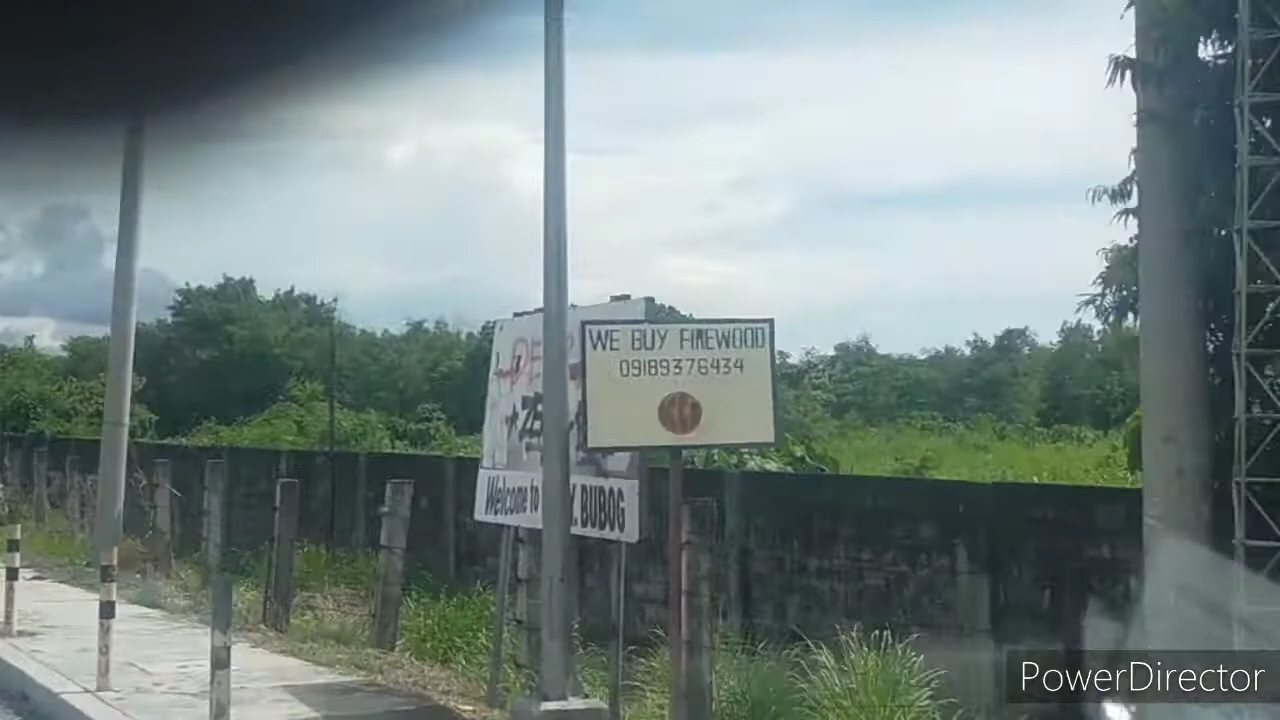 WE BUY FIREWOOD
09189376434
Welcome to
Y. BUBOG
PowerDirector